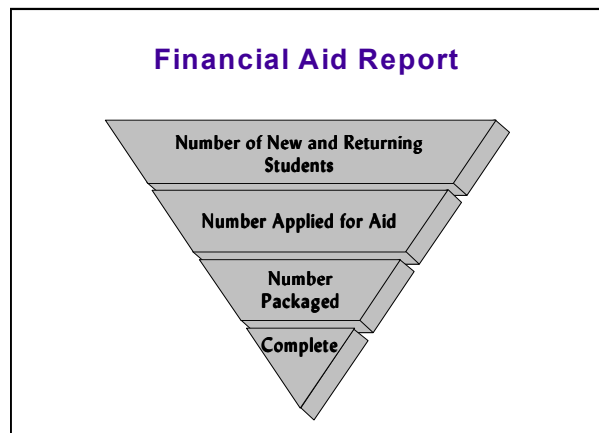 Financial Aid Report
Number of New and Returning
Students
Number Applied for Aid
Number
Packaged
Complete